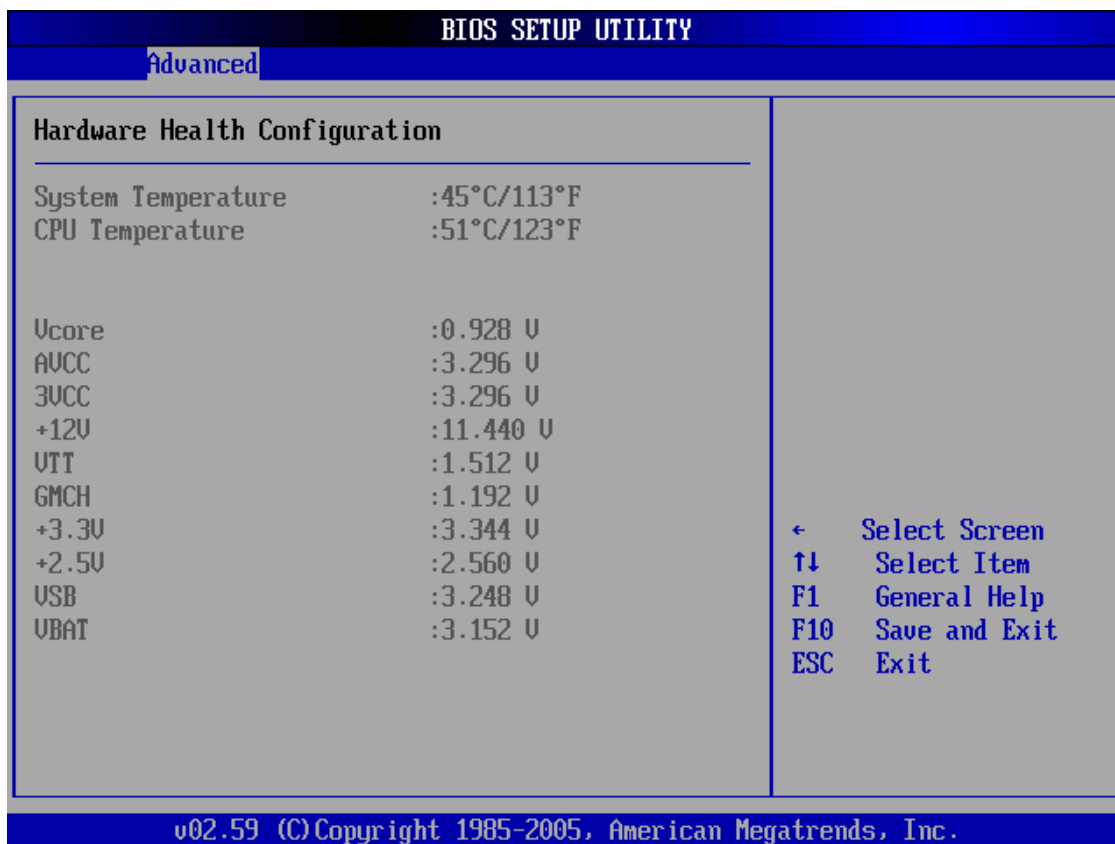 BIOS SETUP UTILITY
Advanced
Hardware Health Configuration
System Temperature :45°C/113°F
CPU Temperature :51°C/123°F
Vcore :0.928 V
AVCC :3.296 V
3VCC :3.296 V
+12V :11.440 V
VTT :1.512 V
GMCH :1.192 V
+3.3V :3.344 V
+2.5V :2.560 V
VSB :3.248 V
VBAT :3.152 V
← Select Screen
↑↓ Select Item
F1 General Help
F10 Save and Exit
ESC Exit
v02.59 (C)Copyright 1985-2005, American Megatrends, Inc.